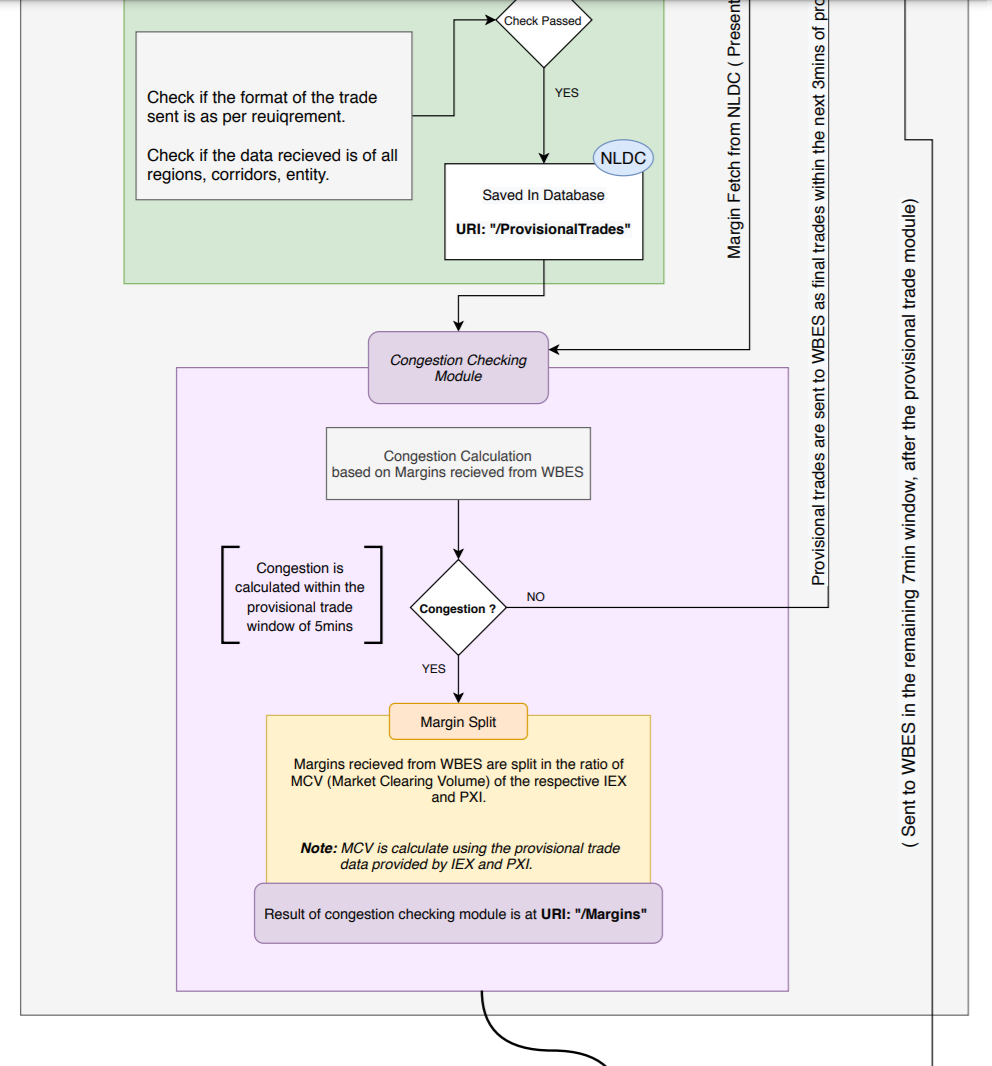 Check Passed
Check if the format of the trade
sent is as per reuiqrement.
Check if the data recieved is of all
regions, corridors, entity.
YES
NLDC
Saved In Database
URI: "/ProvisionalTrades"
Margin Fetch from NLDC ( Present
Provisional trades are sent to WBES as final trades within the next 3mins of pro
( Sent to WBES in the remaining 7min window, after the provisional trade module)
Congestion Checking
Module
Congestion Calculation
based on Margins recieved from WBES
Congestion is
calculated within the
provisional trade
window of 5mins
Congestion ?
NO
YES
Margin Split
Margins recieved from WBES are split in the ratio of
MCV (Market Clearing Volume) of the respective IEX
and PXI.
Note: MCV is calculate using the provisional trade
data provided by IEX and PXI.
Result of congestion checking module is at URI: "/Margins"